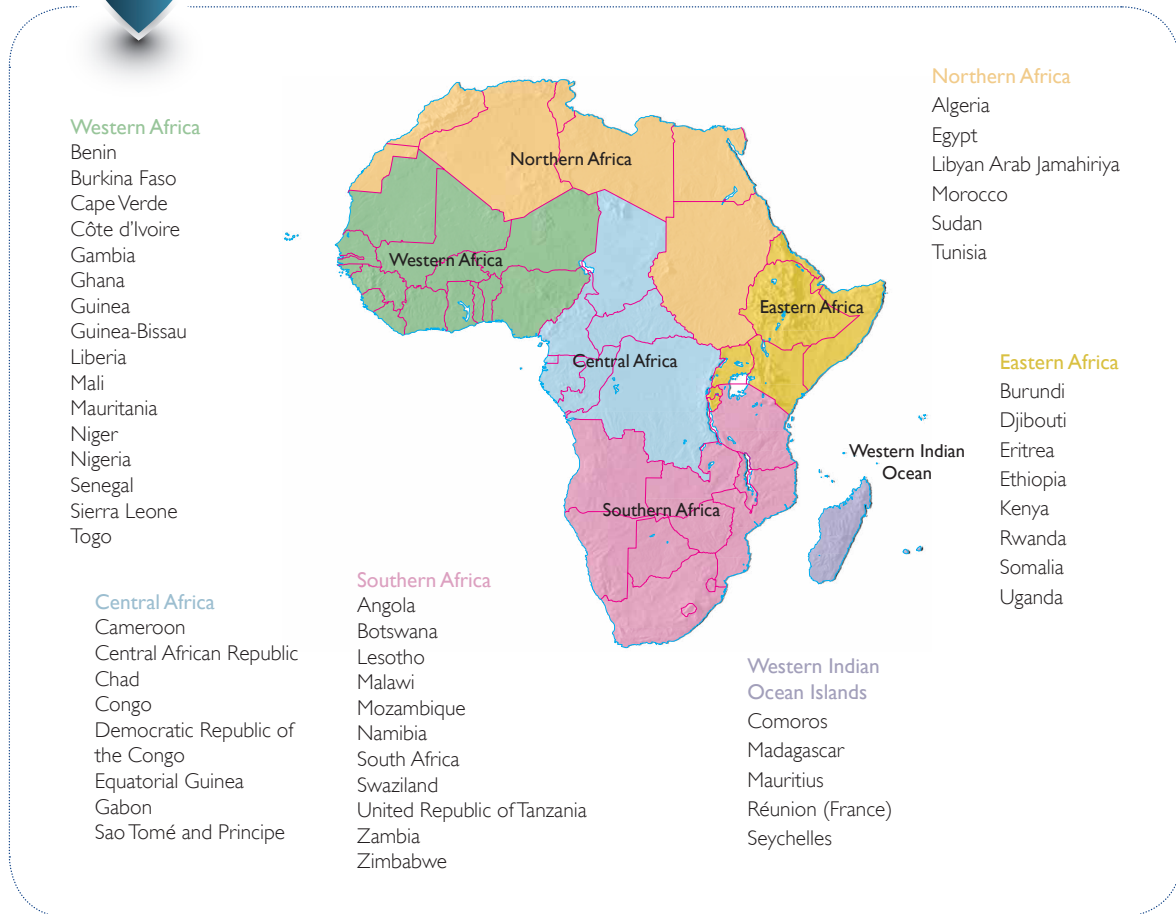 Northern Africa
Algeria
Egypt
Libyan Arab Jamahiriya
Morocco
Sudan
Tunisia
Western Africa
Benin
Burkina Faso
Cape Verde
Côte d'Ivoire
Gambia
Ghana
Guinea
Guinea-Bissau
Liberia
Mali
Mauritania
Niger
Nigeria
Senegal
Sierra Leone
Togo
Northern Africa
Western Africa
Eastern Africa
Central Africa
Western Indian
Ocean
Southern Africa
Eastern Africa
Burundi
Djibouti
Eritrea
Ethiopia
Kenya
Rwanda
Somalia
Uganda
Central Africa
Cameroon
Central African Republic
Chad
Congo
Democratic Republic of
the Congo
Equatorial Guinea
Gabon
Sao Tomé and Principe
Southern Africa
Angola
Botswana
Lesotho
Malawi
Mozambique
Namibia
South Africa
Swaziland
United Republic of Tanzania
Zambia
Zimbabwe
Western Indian
Ocean Islands
Comoros
Madagascar
Mauritius
Réunion (France)
Seychelles